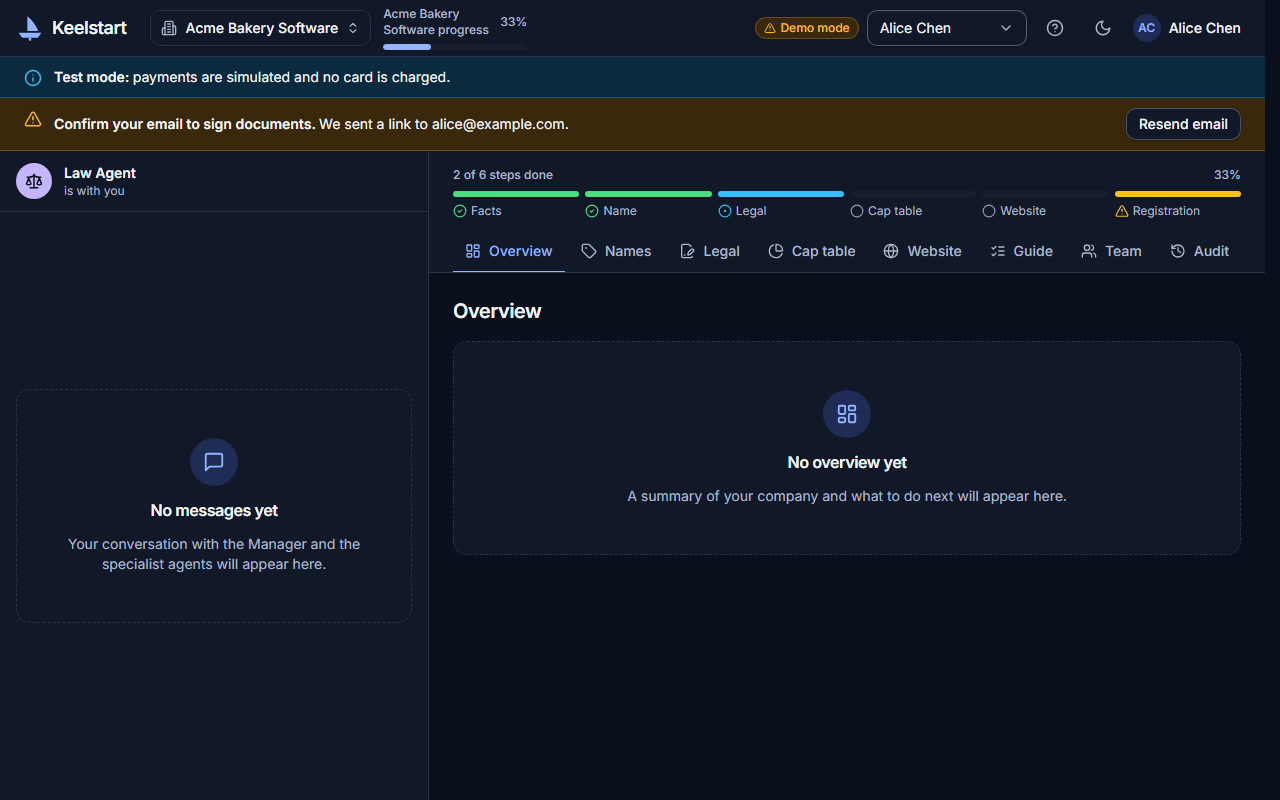 Keelstart
Acme Bakery Software
Acme Bakery
Software progress
33%
Demo mode
Alice Chen
AC
Alice Chen
Test mode: payments are simulated and no card is charged.
Confirm your email to sign documents. We sent a link to alice@example.com.
Resend email
Law Agent
is with you
2 of 6 steps done
33%
Facts
Name
Legal
Cap table
Website
Registration
Overview
Names
Legal
Cap table
Website
Guide
Team
Audit
Overview
No overview yet
A summary of your company and what to do next will appear here.
No messages yet
Your conversation with the Manager and the
specialist agents will appear here.